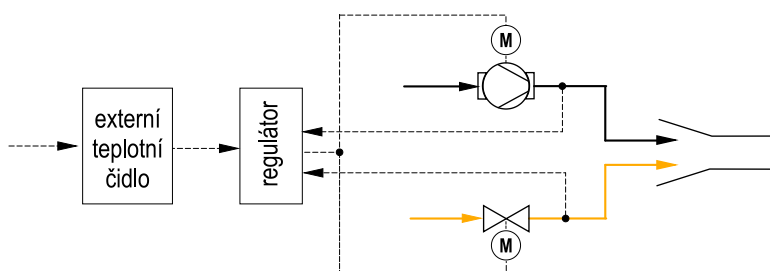 M
externí
teplotní
čidlo
regulátor
M